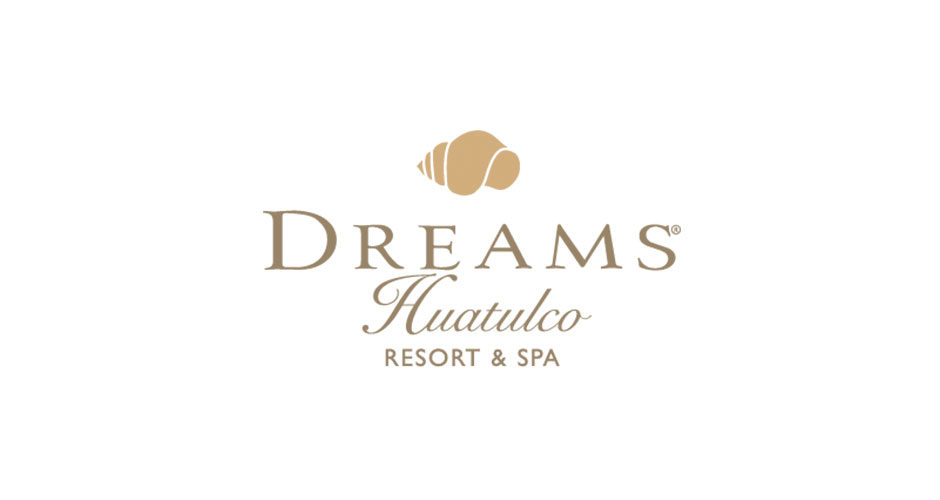 DREAMS®
Huatulco
RESORT & SPA